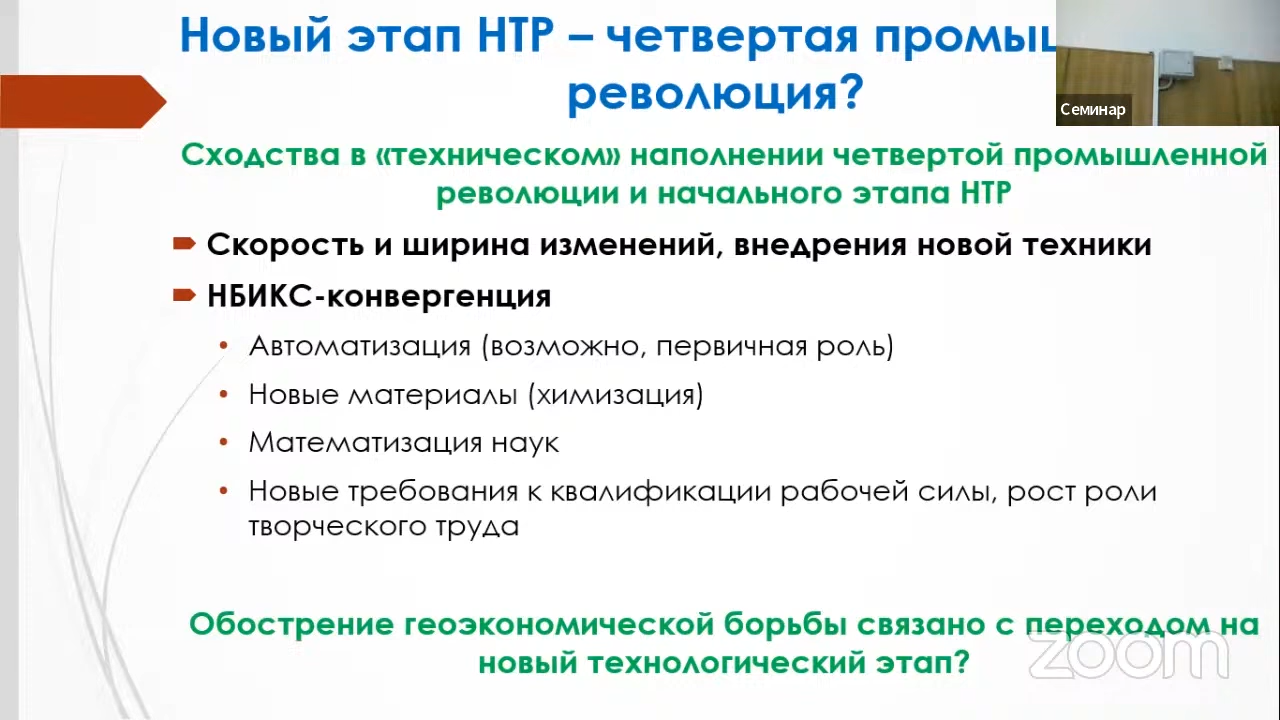 Новый этап НТР – четвертая промыш
революция?
Семинар
Сходства в «техническом» наполнении четвертой промышленной
революции и начального этапа НТР
Скорость и ширина изменений, внедрения новой техники
НБИКС-конвергенция
Автоматизация (возможно, первичная роль)
Новые материалы (химизация)
Математизация наук
Новые требования к квалификации рабочей силы, рост роли
творческого труда
Обострение геоэкономической борьбы связано с переходом на
новый технологический этап?
zoom